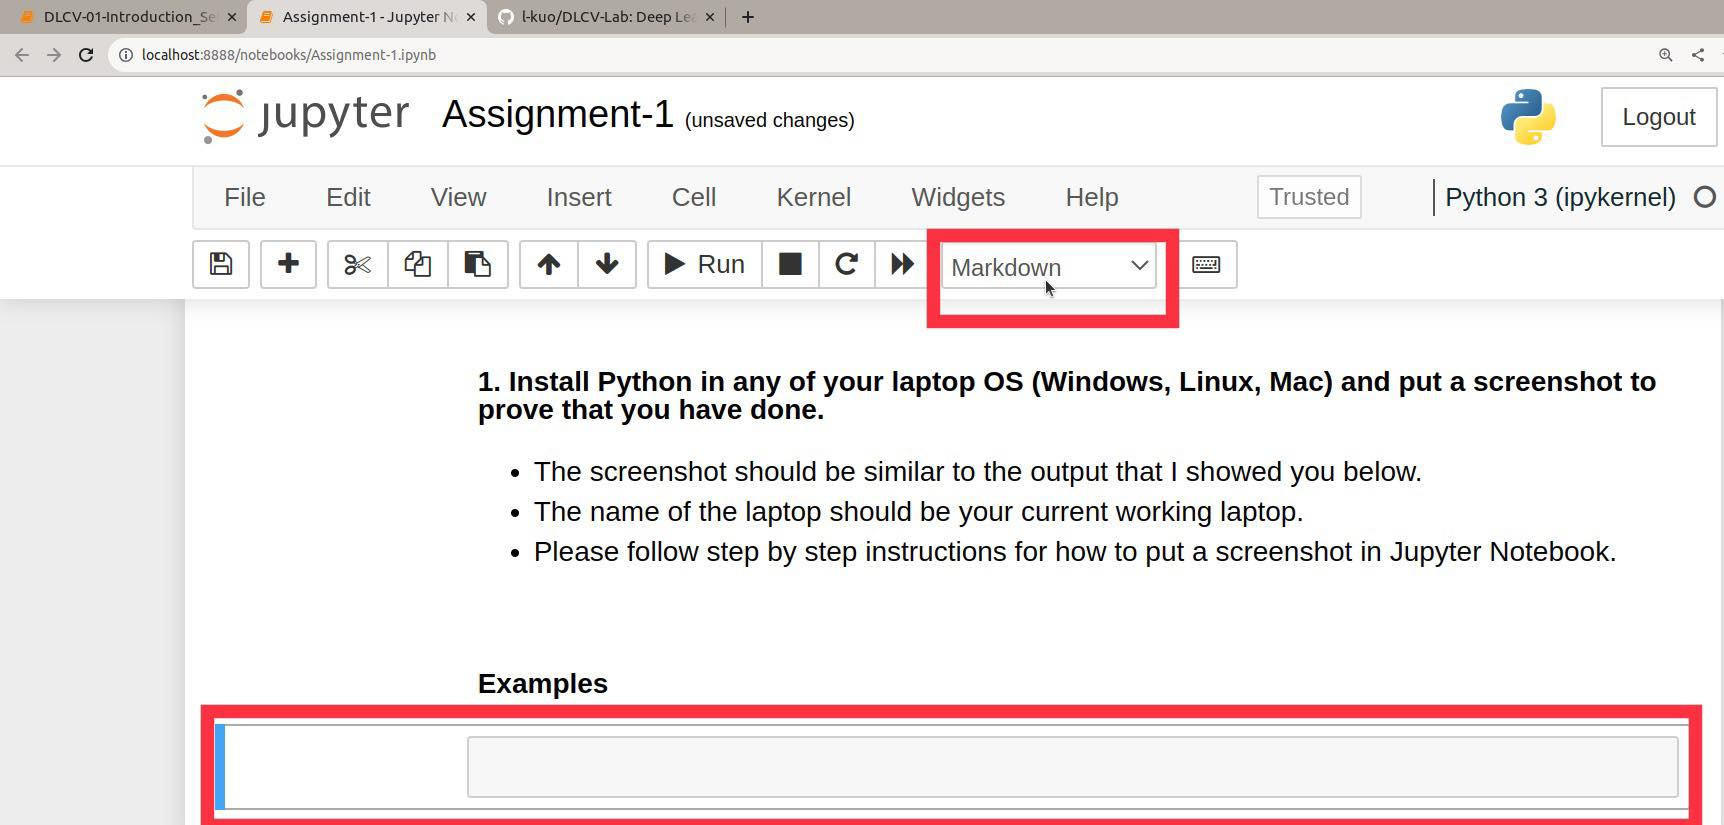 DLCV-01-Introduction_Se
Assignment-1 - Jupyter N
l-kuo/DLCV-Lab: Deep Lea
localhost:8888/notebooks/Assignment-1.ipynb
jupyter Assignment-1 (unsaved changes)
Logout
File Edit View Insert Cell Kernel Widgets Help Trusted Python 3 (ipykernel)
Run Markdown
1. Install Python in any of your laptop OS (Windows, Linux, Mac) and put a screenshot to
prove that you have done.
• The screenshot should be similar to the output that I showed you below.
• The name of the laptop should be your current working laptop.
• Please follow step by step instructions for how to put a screenshot in Jupyter Notebook.
Examples